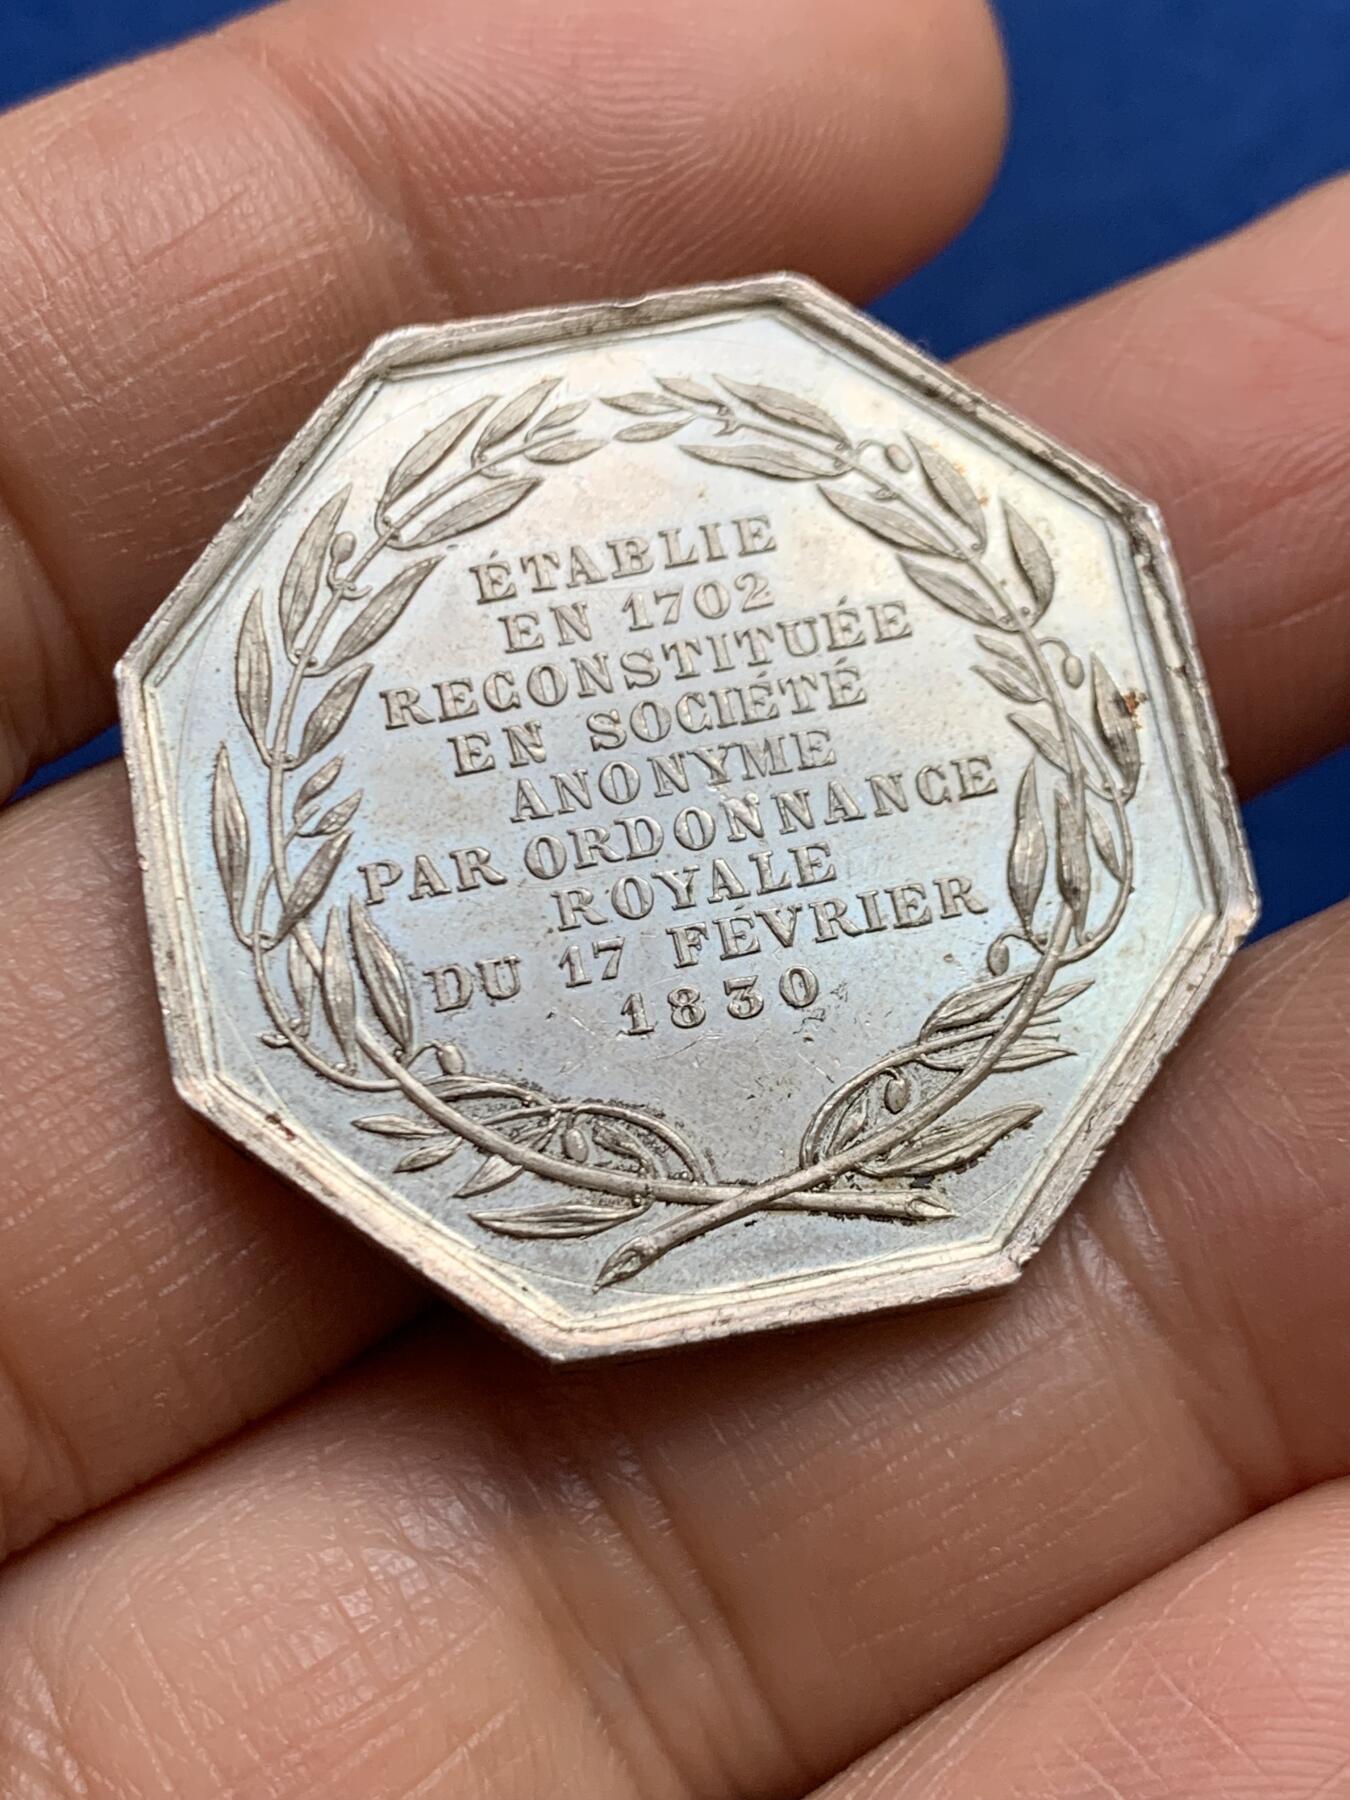 ÉTABLIE
EN 1702
RECONSTITUÉE
EN SOCIÉTÉ
ANONYME
PAR ORDONNANCE
ROYALE
DU 17 FÉVRIER
1830